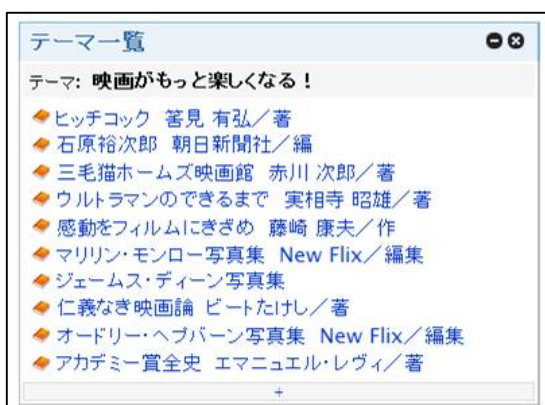 テーマ一覧
テーマ: 映画がもっと楽しくなる！
ヒッチコック 筈見 有弘／著
石原裕次郎 朝日新聞社／編
三毛猫ホームズ映画館 赤川 次郎／著
ウルトラマンのできるまで 実相寺 昭雄／著
感動をフィルムにきざめ 藤崎 康夫／作
マリリン・モンロー写真集 New Flix／編集
ジェームス・ディーン写真集
仁義なき映画論 ビートたけし／著
オードリー・ヘプバーン写真集 New Flix／編集
アカデミー賞全史 エマニュエル・レヴィ／著
+